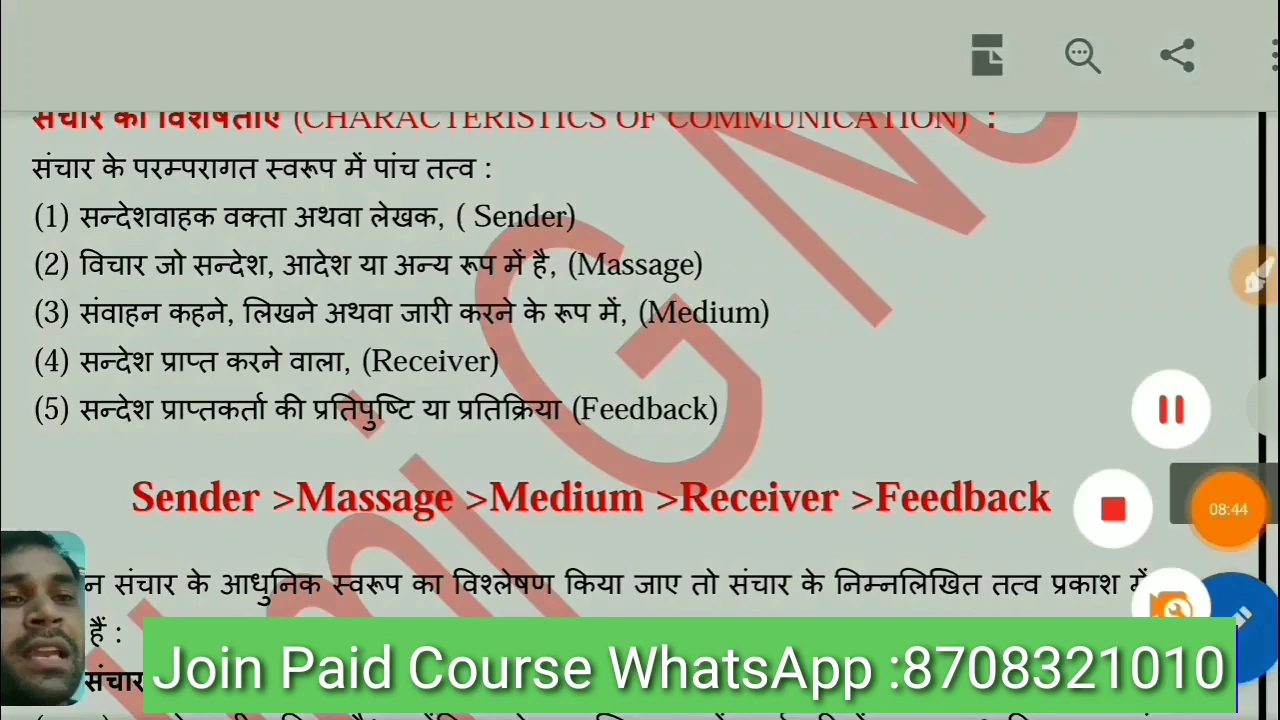 संचार की विशेषताएं (CHARACTERISTICS OF COMMUNICATION) :
संचार के परम्परागत स्वरूप में पांच तत्व :
(1) सन्देशवाहक वक्ता अथवा लेखक, ( Sender)
(2) विचार जो सन्देश, आदेश या अन्य रूप में है, (Massage)
(3) संवाहन कहने, लिखने अथवा जारी करने के रूप में, (Medium)
(4) सन्देश प्राप्त करने वाला, (Receiver)
(5) सन्देश प्राप्तकर्ता की प्रतिपुष्टि या प्रतिक्रिया (Feedback)
Sender >Massage >Medium >Receiver >Feedback
08:44
न संचार के आधुनिक स्वरूप का विश्लेषण किया जाए तो संचार के निम्नलिखित तत्व प्रकाश में
हैं :
संचार
Join Paid Course WhatsApp :8708321010